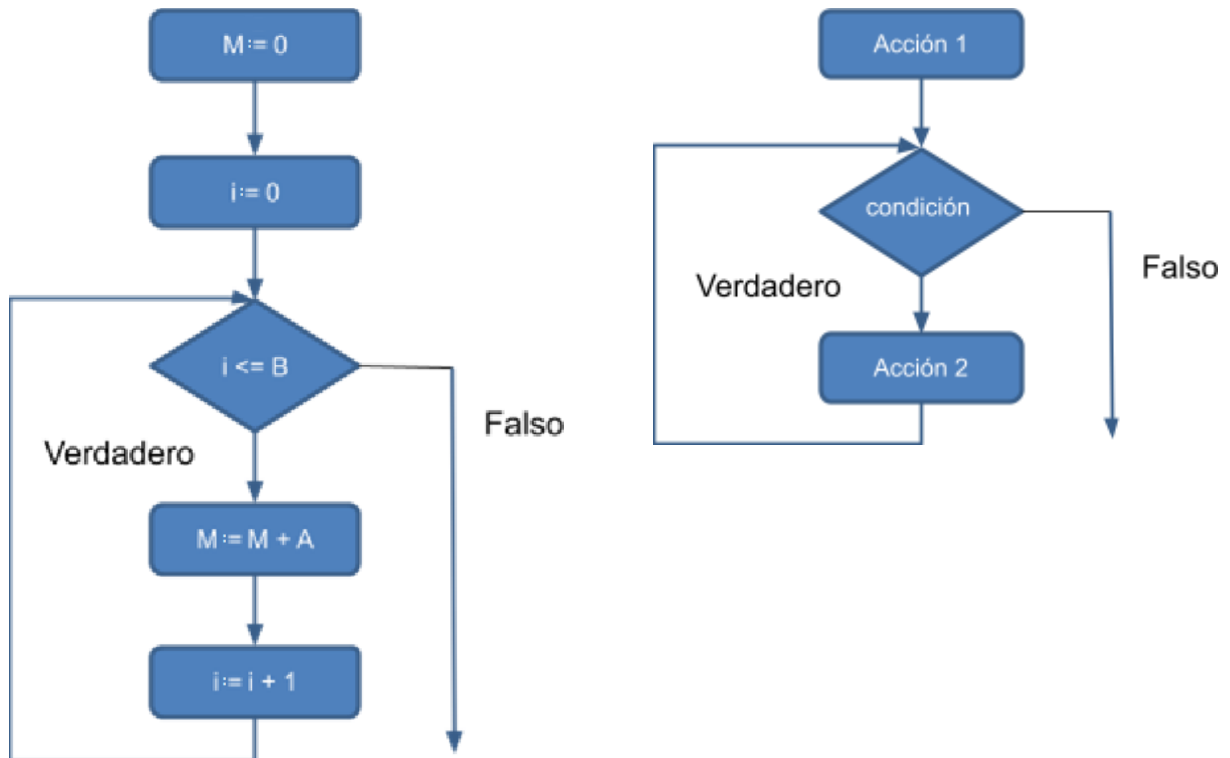 M := 0
i := 0
i <= B
Verdadero
Falso
M := M + A
i := i + 1
Acción 1
condición
Verdadero
Falso
Acción 2